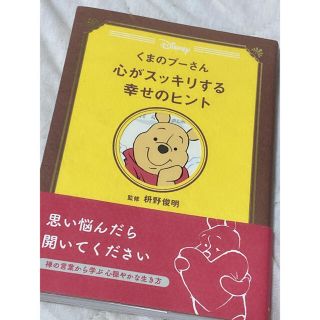 Disney
くまのプーさん
心がスッキリする
幸せのヒント
監修 枡野俊明
思い悩んだら
開いてください
禅の言葉から学ぶ心穏やかな生き方